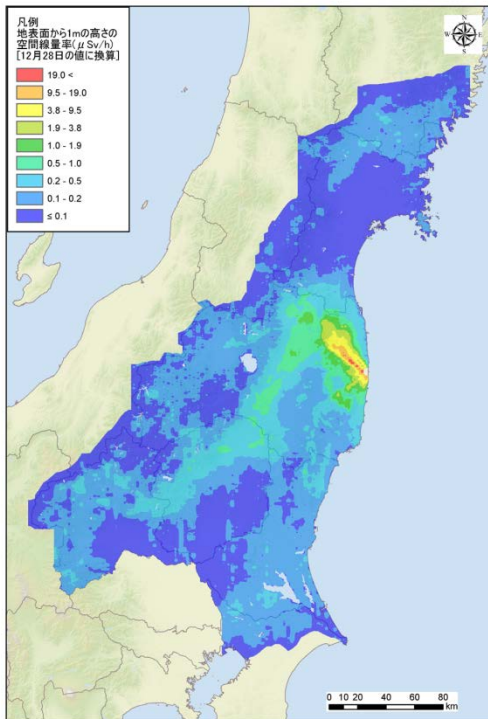 凡例
地表面から1mの高さの
空間線量率(μSv/h)
[12月28日の値に換算]
19.0 <
9.5 - 19.0
3.8 - 9.5
1.9 - 3.8
1.0 - 1.9
0.5 - 1.0
0.2 - 0.5
0.1 - 0.2
≤ 0.1
N
W
E
S
0 10 20 40 60 80
km